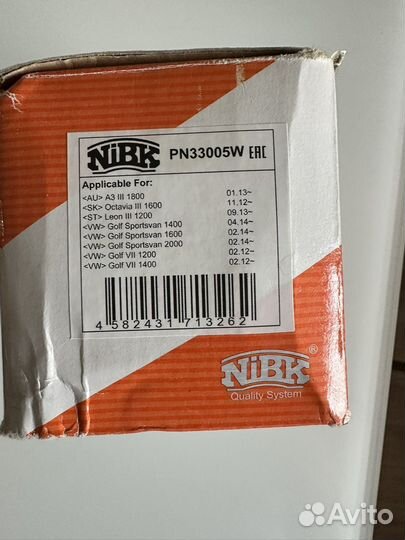 NiBK PN33005W EAC
Applicable For:
<AU> A3 III 1800 01.13~
<SK> Octavia III 1600 11.12~
<ST> Leon III 1200 09.13~
<VW> Golf Sportsvan 1400 04.14~
<VW> Golf Sportsvan 1600 02.14~
<VW> Golf Sportsvan 2000 02.14~
<VW> Golf VII 1200 02.12~
<VW> Golf VII 1400 02.12~
4 582431 713262
NiBK®
Quality System
Avito